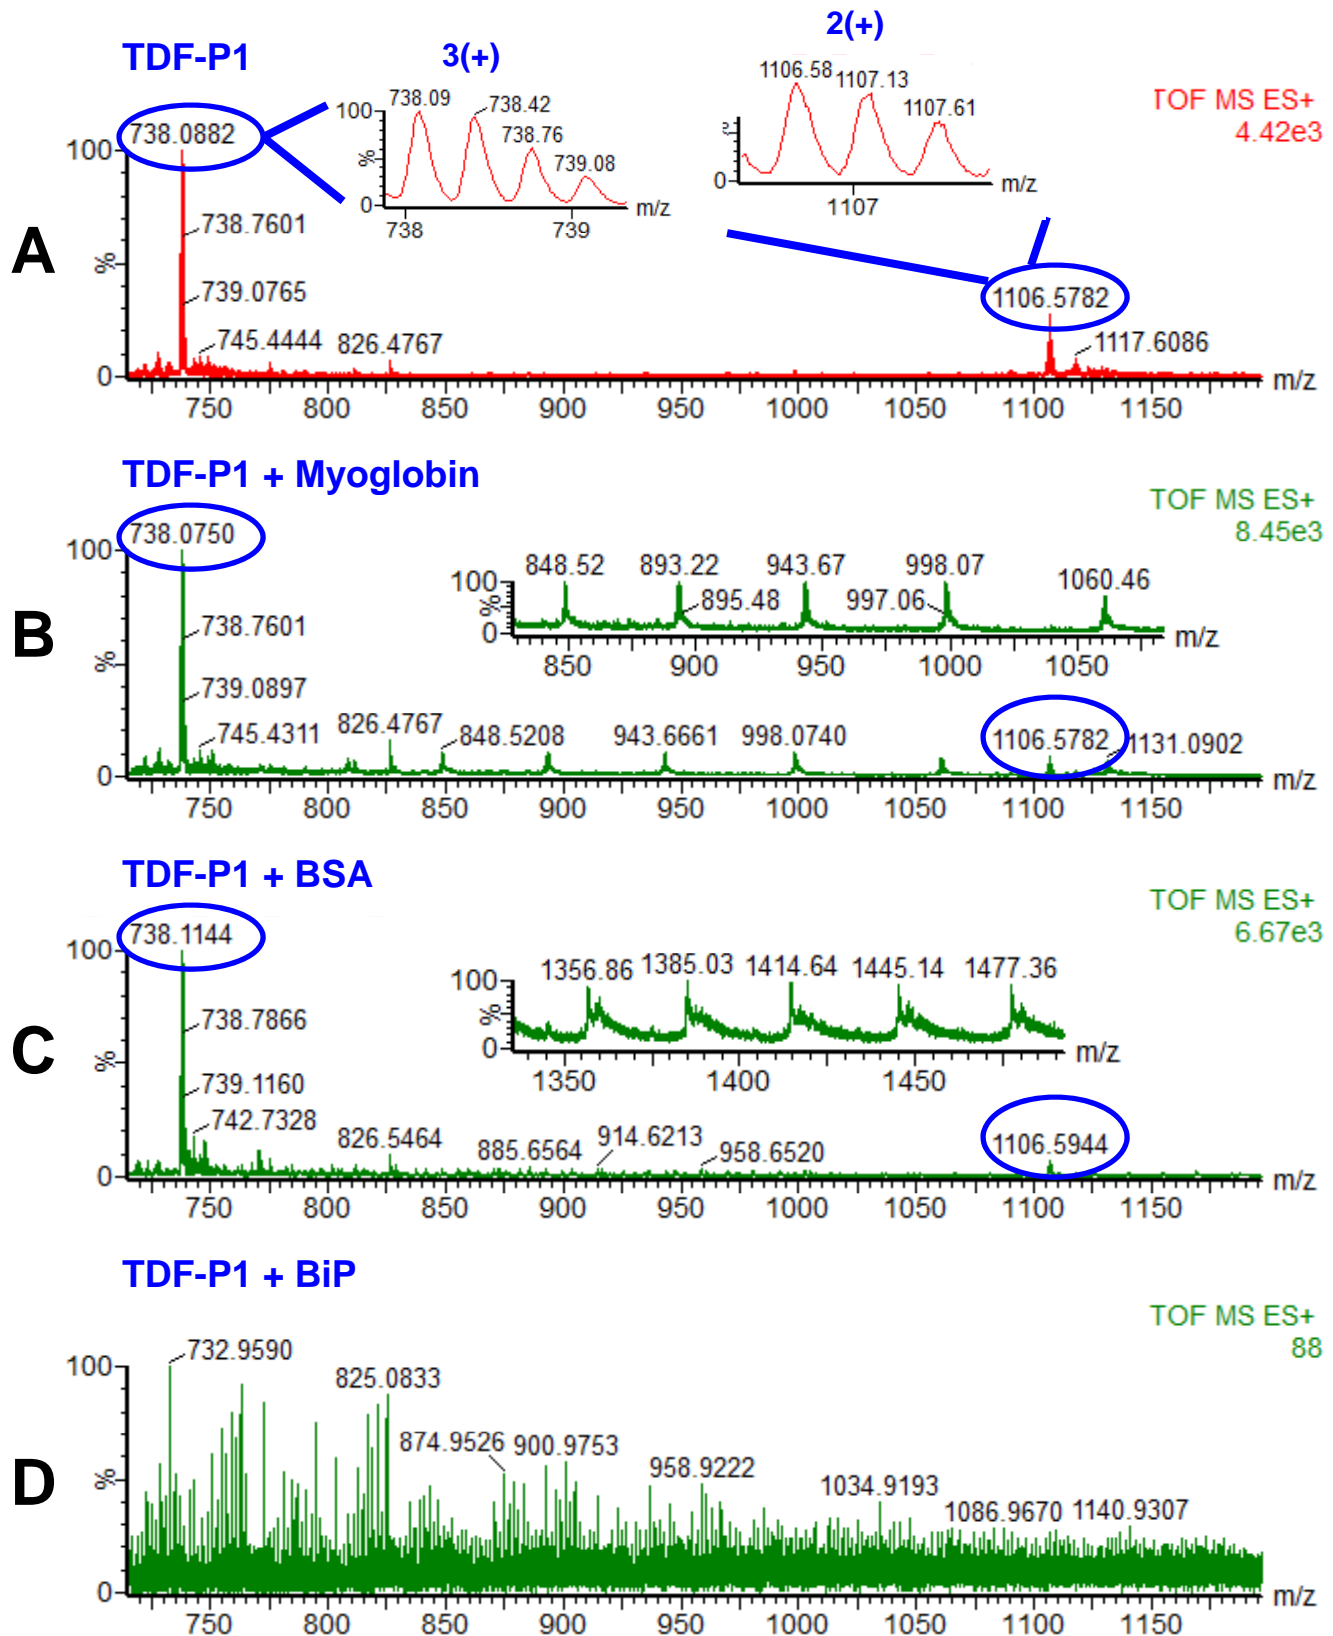 TDF-P1
3(+)
2(+)
TOF MS ES+
4.42e3
738.0882
100
738.09
738.42
738.76
739.08
100
%
0
738
739
m/z
1106.58
1107.13
1107.61
0
1107
m/z
A
738.7601
739.0765
745.4444
826.4767
1106.5782
1117.6086
%
0
750 800 850 900 950 1000 1050 1100 1150
m/z
TDF-P1 + Myoglobin
TOF MS ES+
8.45e3
738.0750
100
848.52 893.22 943.67 998.07 1060.46
895.48 997.06
100
%
0
850 900 950 1000 1050
m/z
B
738.7601
739.0897
745.4311
826.4767
848.5208
943.6661
998.0740
1106.5782
1131.0902
%
0
750 800 850 900 950 1000 1050 1100 1150
m/z
TDF-P1 + BSA
TOF MS ES+
6.67e3
738.1144
100
1356.86 1385.03 1414.64 1445.14 1477.36
100
%
0
1350 1400 1450
m/z
C
738.7866
739.1160
742.7328
826.5464
885.6564
914.6213
958.6520
1106.5944
%
0
750 800 850 900 950 1000 1050 1100 1150
m/z
TDF-P1 + BiP
TOF MS ES+
88
100
732.9590
825.0833
874.9526
900.9753
958.9222
1034.9193
1086.9670
1140.9307
D
%
0
750 800 850 900 950 1000 1050 1100 1150
m/z